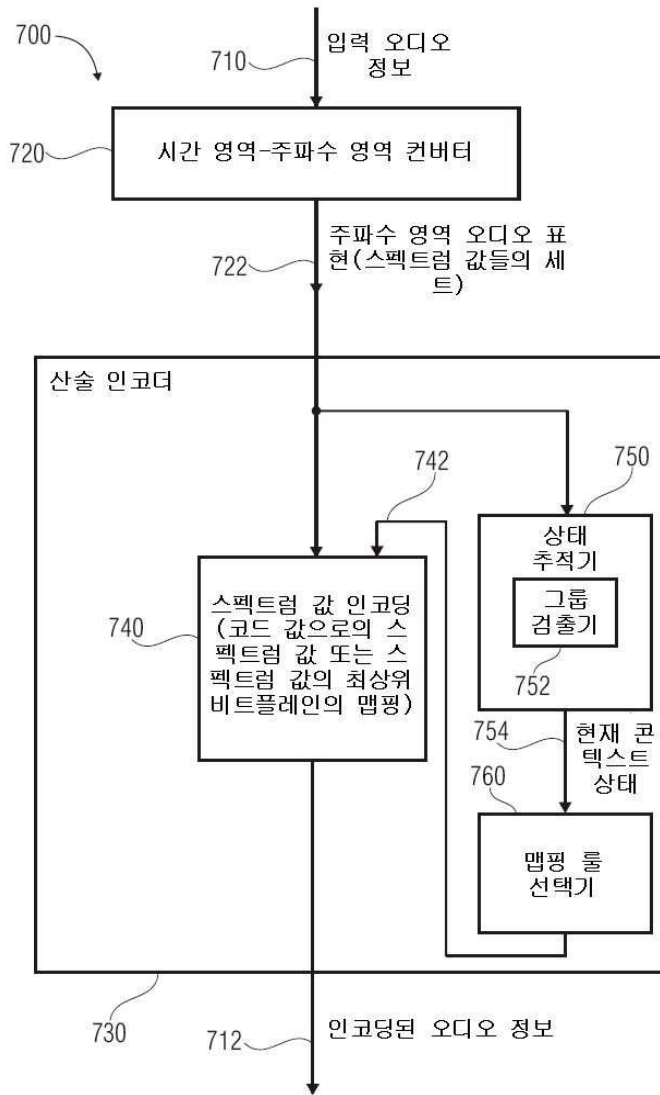 700
710
입력 오디오
정보
720
시간 영역-주파수 영역 컨버터
722
주파수 영역 오디오 표
현(스펙트럼 값들의 세
트)
산술 인코더
742
750
상태
추적기
그룹
검출기
752
740
스펙트럼 값 인코딩
(코드 값으로의 스
펙트럼 값 또는 스
펙트럼 값의 최상위
비트플레인의 맵핑)
754
현재 콘
텍스트
상태
760
맵핑 룰
선택기
730
712
인코딩된 오디오 정보